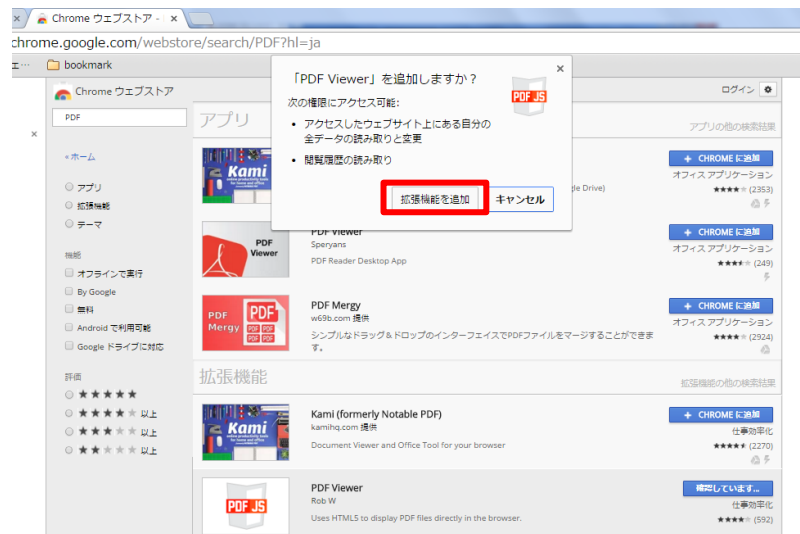 Chrome ウェブストア -
chrome.google.com/webstore/search/PDF?hl=ja
bookmark
Chrome ウェブストア
ログイン
PDF
«ホーム
アプリ
拡張機能
テーマ
機能
オフラインで実行
By Google
無料
Android で利用可能
Google ドライブに対応
評価
以上
以上
以上
「PDF Viewer」を追加しますか？
PDF JS
次の権限にアクセス可能:
• アクセスしたウェブサイト上にある自分の
全データの読み取りと変更
• 閲覧履歴の読み取り
拡張機能を追加
キャンセル
アプリ
アプリの他の検索結果
Kami
gle Drive)
+ CHROME に追加
オフィス アプリケーション
(2353)
PDF
Viewer
PDF Viewer
Speryans
PDF Reader Desktop App
+ CHROME に追加
オフィス アプリケーション
(249)
PDF
Mergy
PDF
PDF PDF
PDF PDF
PDF Mergy
w69b.com 提供
シンプルなドラッグ＆ドロップのインターフェイスでPDFファイルをマージすることができま
す。
+ CHROME に追加
オフィス アプリケーション
(2924)
拡張機能
拡張機能の他の検索結果
Kami
Kami (formerly Notable PDF)
kamihq.com 提供
Document Viewer and Office Tool for your browser
+ CHROME に追加
仕事効率化
(2270)
PDF JS
PDF Viewer
Rob W
Uses HTML5 to display PDF files directly in the browser.
確認しています...
仕事効率化
(592)